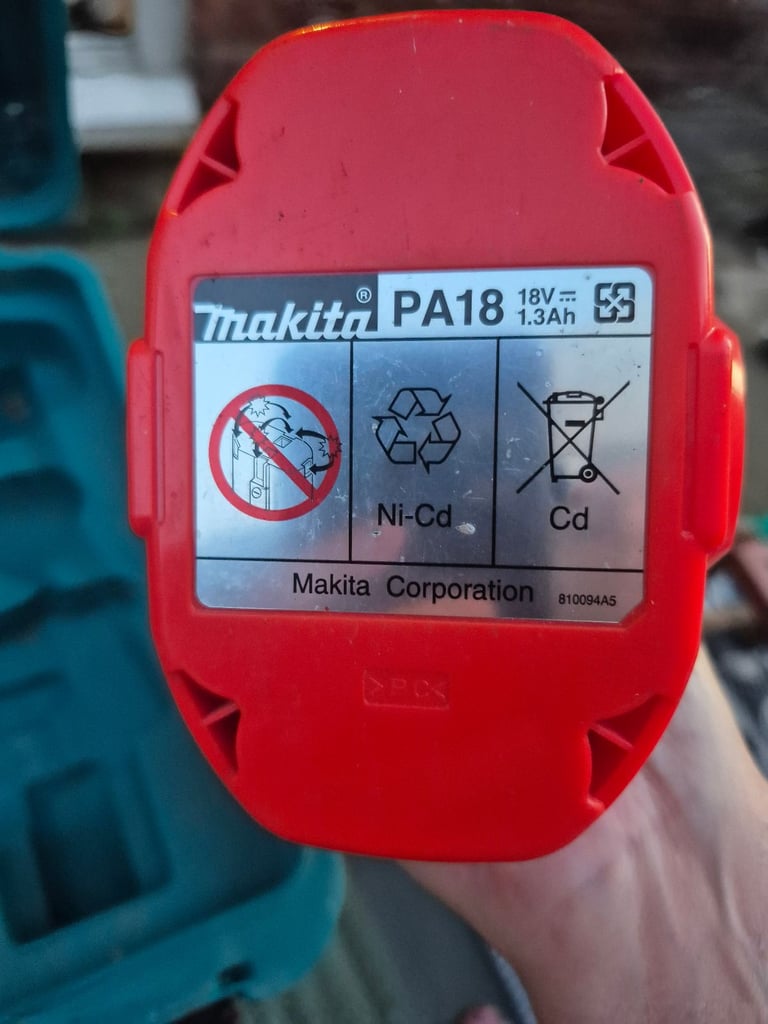 makita® PA18 18V⎓
1.3Ah
Ni-Cd
Cd
Makita Corporation 810094A5
>PC<